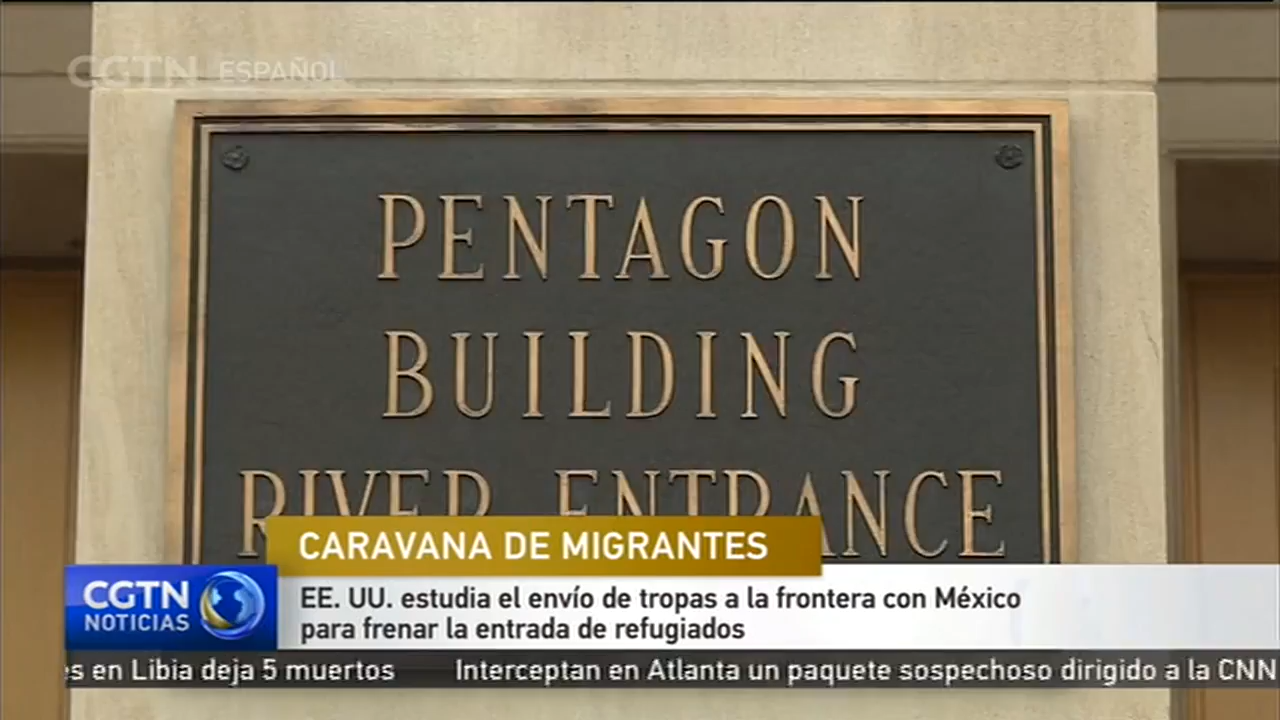 CGTN ESPAÑOL
PENTAGON
BUILDING
RIVER ENTRANCE
CARAVANA DE MIGRANTES
CGTN
NOTICIAS
EE. UU. estudia el envío de tropas a la frontera con México
para frenar la entrada de refugiados
es en Libia deja 5 muertos Interceptan en Atlanta un paquete sospechoso dirigido a la CNN